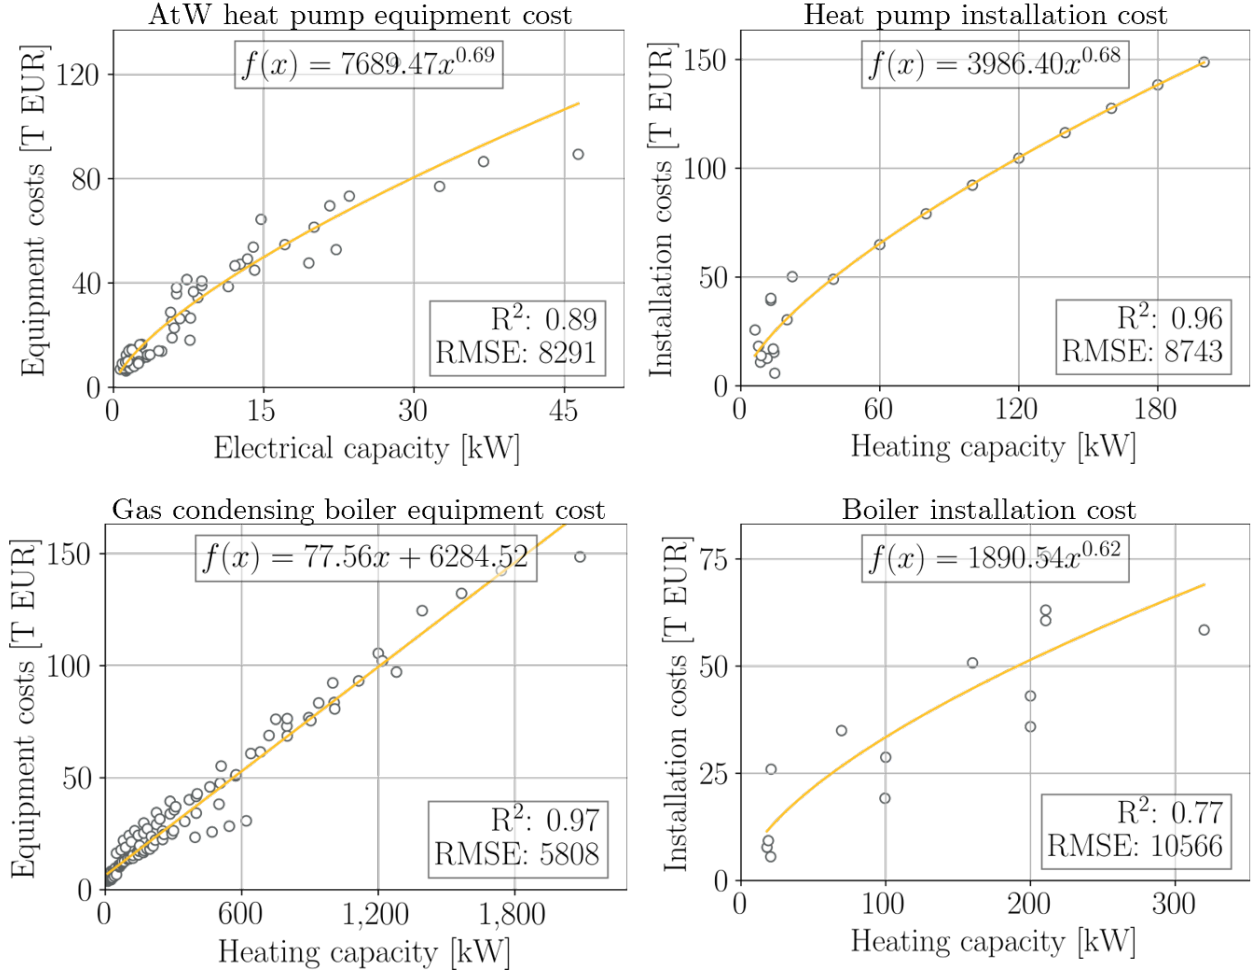 AtW heat pump equipment cost
f(x) = 7689.47x^0.69
Equipment costs [T EUR]
120
80
40
0
R²: 0.89
RMSE: 8291
0 15 30 45
Electrical capacity [kW]
Heat pump installation cost
f(x) = 3986.40x^0.68
Installation costs [T EUR]
150
100
50
0
R²: 0.96
RMSE: 8743
0 60 120 180
Heating capacity [kW]
Gas condensing boiler equipment cost
f(x) = 77.56x + 6284.52
Equipment costs [T EUR]
150
100
50
0
R²: 0.97
RMSE: 5808
0 600 1,200 1,800
Heating capacity [kW]
Boiler installation cost
f(x) = 1890.54x^0.62
Installation costs [T EUR]
75
50
25
0
R²: 0.77
RMSE: 10566
0 100 200 300
Heating capacity [kW]